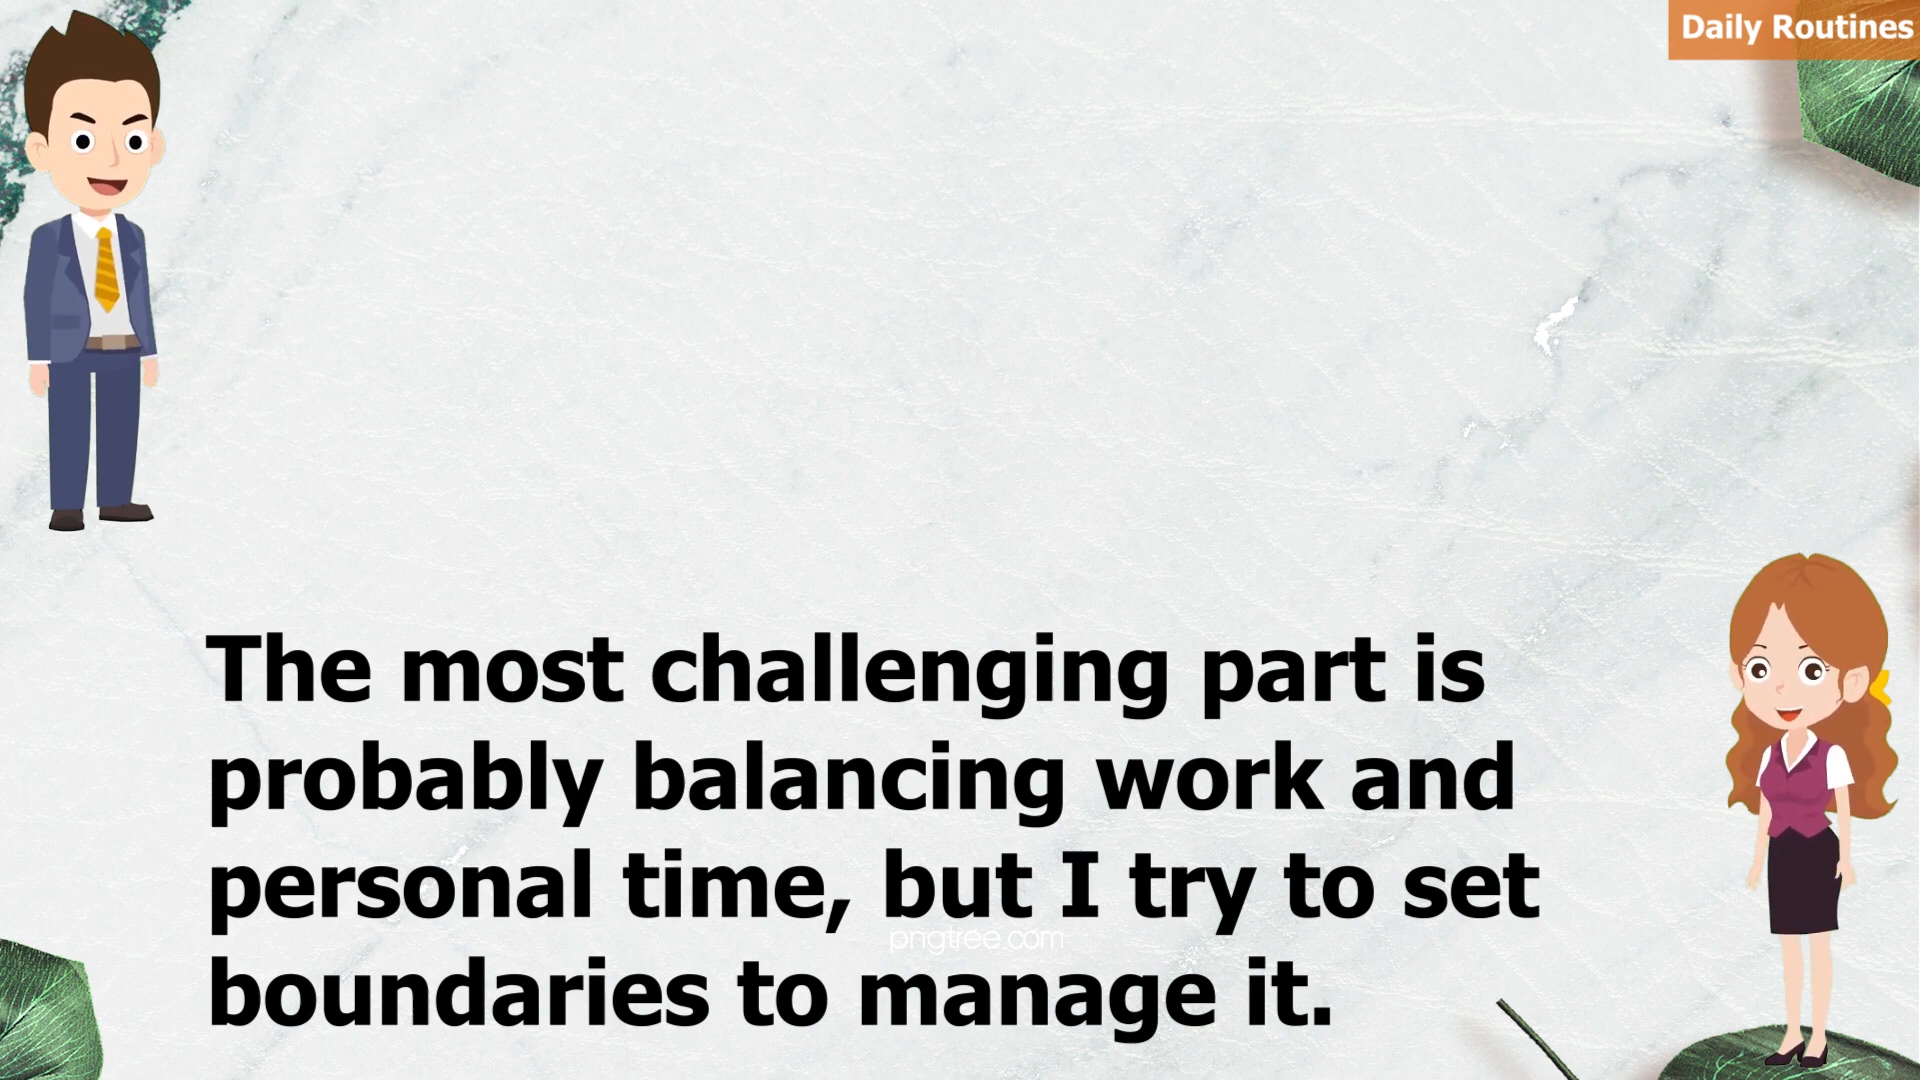 Daily Routines
The most challenging part is
probably balancing work and
personal time, but I try to set
pngtree.com
boundaries to manage it.